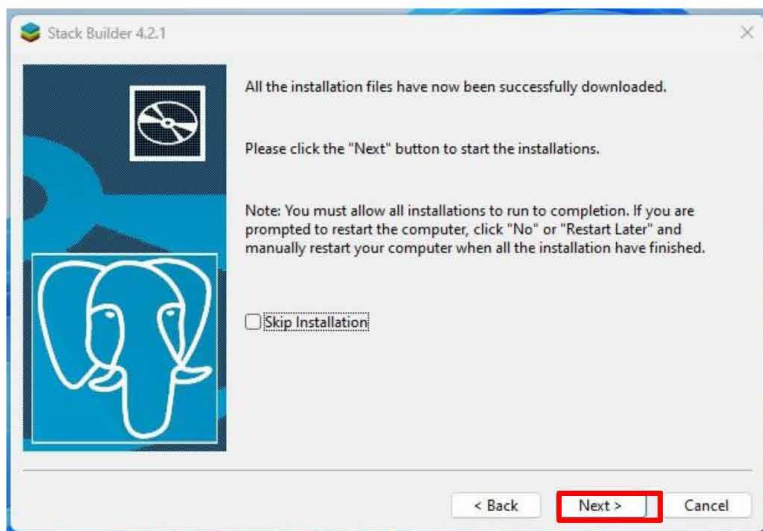 Stack Builder 4.2.1
All the installation files have now been successfully downloaded.
Please click the "Next" button to start the installations.
Note: You must allow all installations to run to completion. If you are
prompted to restart the computer, click "No" or "Restart Later" and
manually restart your computer when all the installation have finished.
Skip Installation
< Back
Next >
Cancel